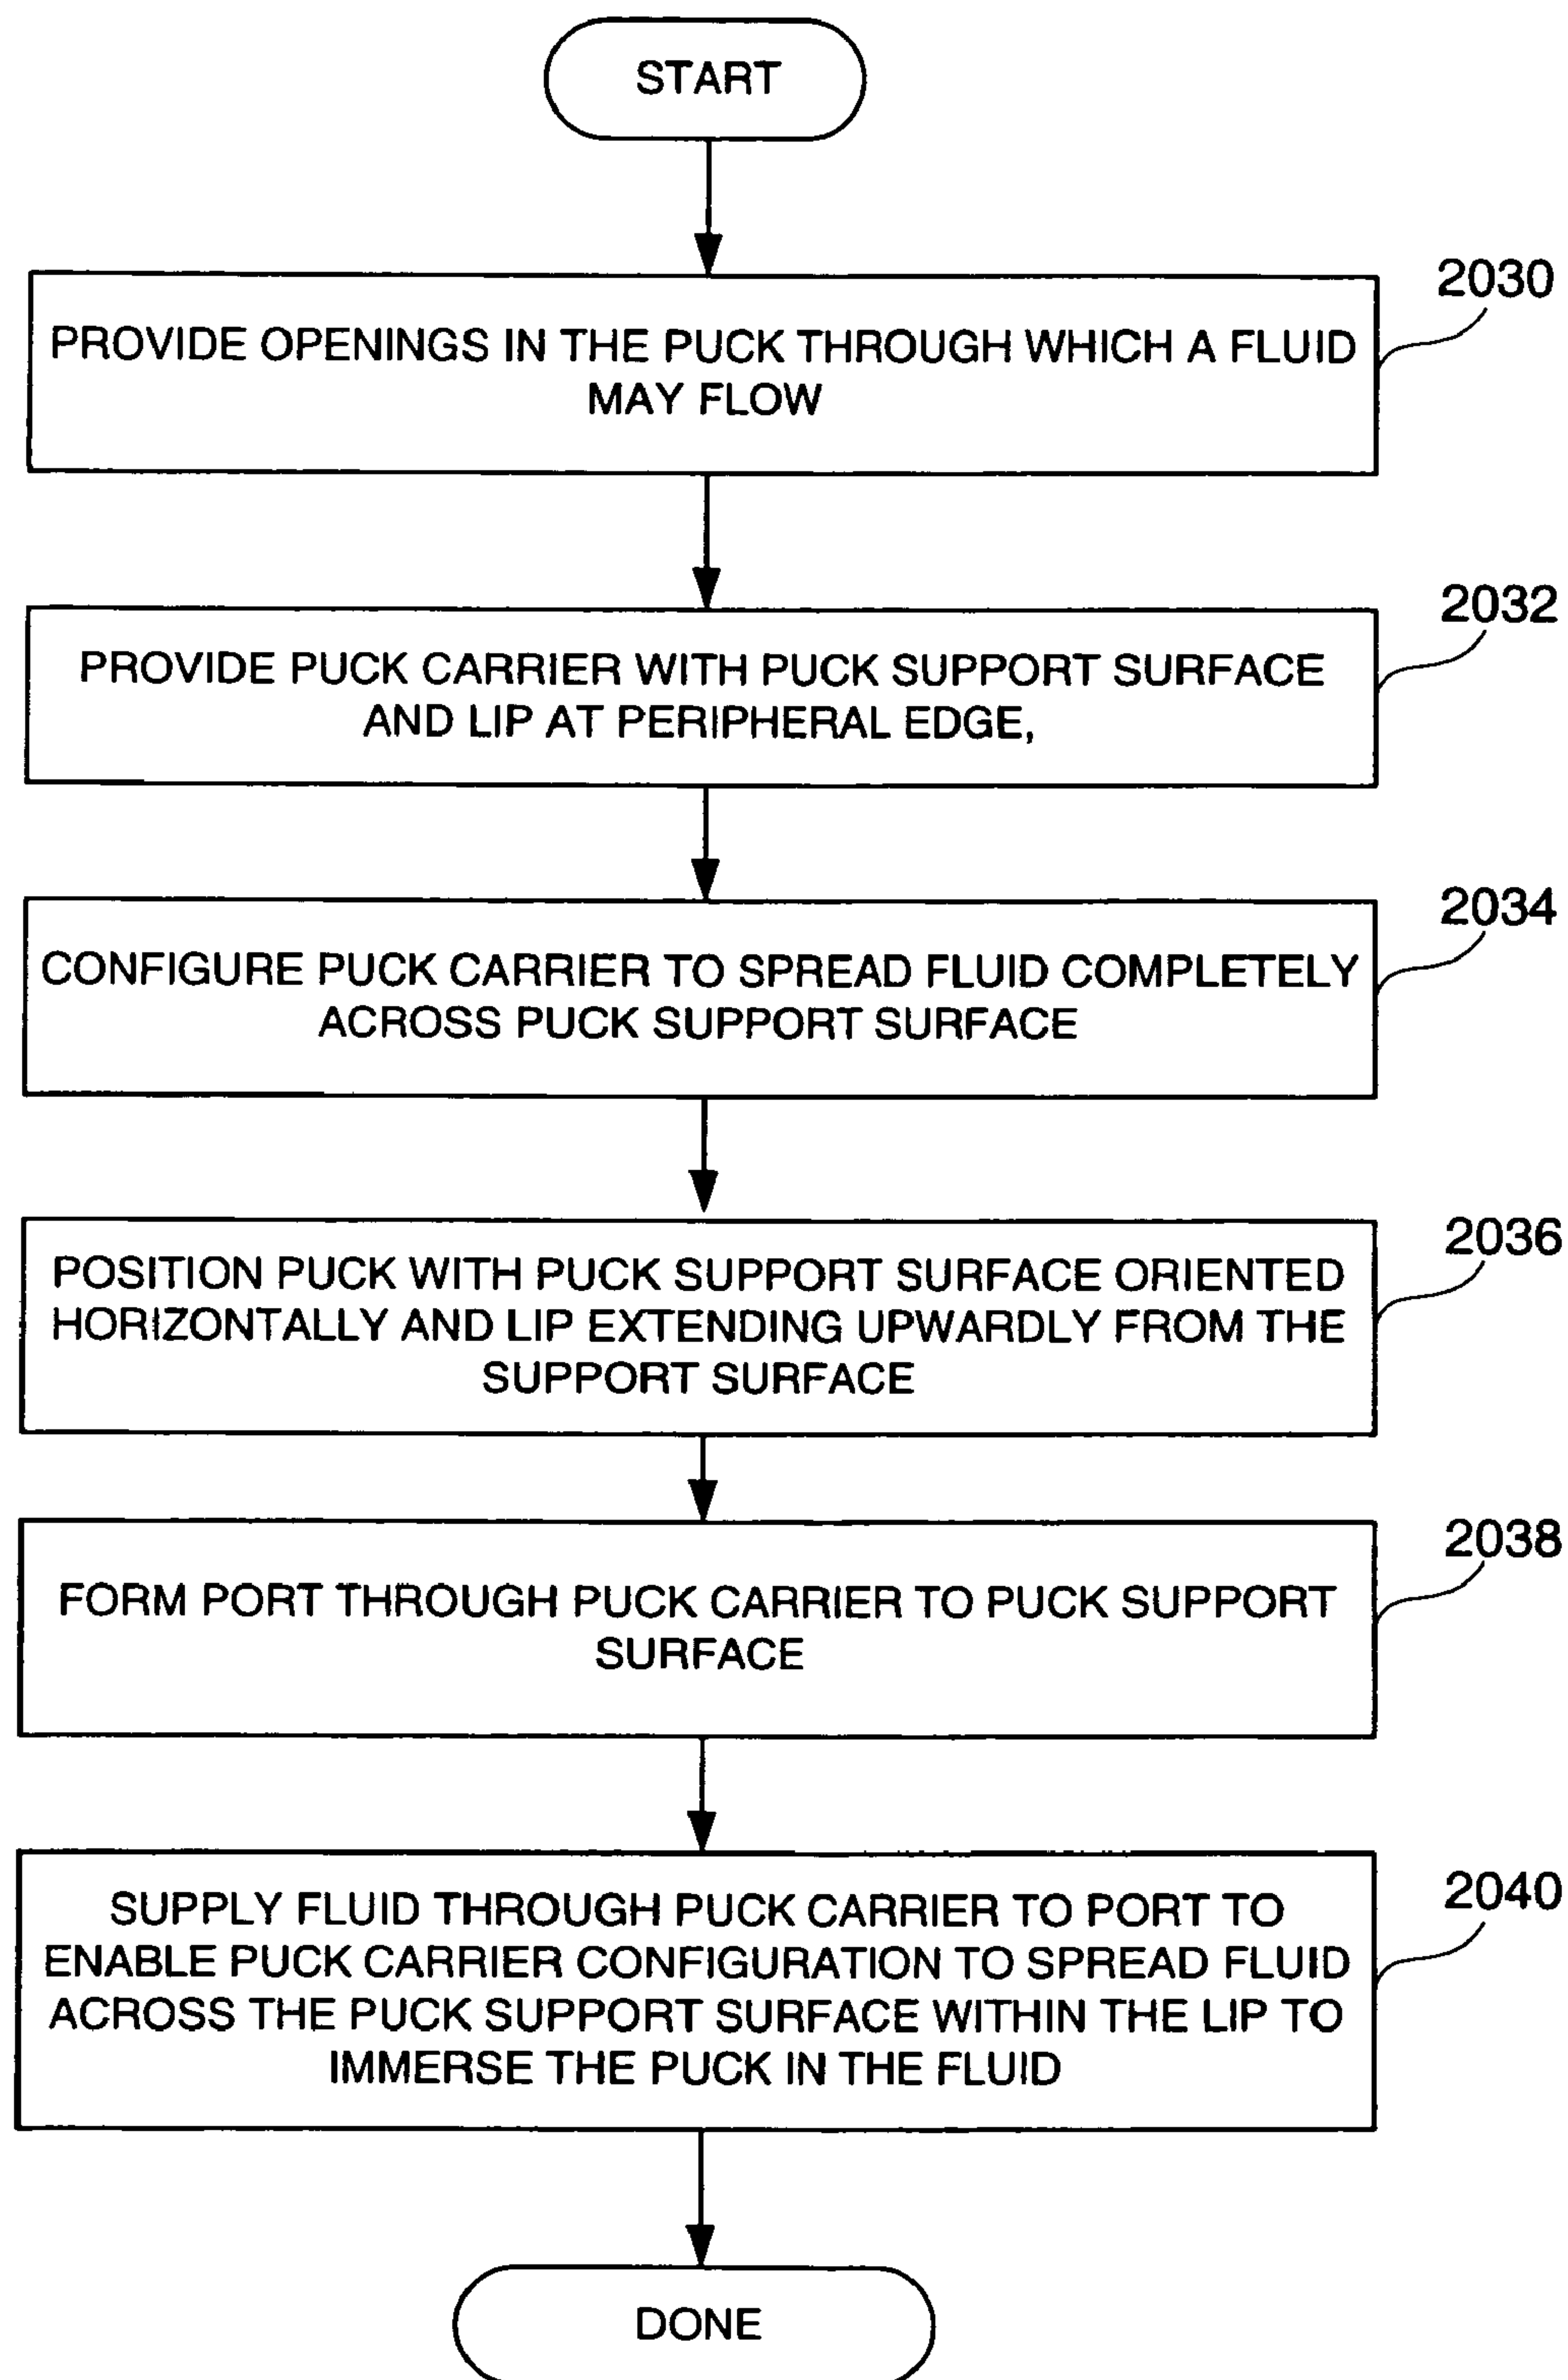 START
2030
PROVIDE OPENINGS IN THE PUCK THROUGH WHICH A FLUID
MAY FLOW
2032
PROVIDE PUCK CARRIER WITH PUCK SUPPORT SURFACE
AND LIP AT PERIPHERAL EDGE,
2034
CONFIGURE PUCK CARRIER TO SPREAD FLUID COMPLETELY
ACROSS PUCK SUPPORT SURFACE
2036
POSITION PUCK WITH PUCK SUPPORT SURFACE ORIENTED
HORIZONTALLY AND LIP EXTENDING UPWARDLY FROM THE
SUPPORT SURFACE
2038
FORM PORT THROUGH PUCK CARRIER TO PUCK SUPPORT
SURFACE
2040
SUPPLY FLUID THROUGH PUCK CARRIER TO PORT TO
ENABLE PUCK CARRIER CONFIGURATION TO SPREAD FLUID
ACROSS THE PUCK SUPPORT SURFACE WITHIN THE LIP TO
IMMERSE THE PUCK IN THE FLUID
DONE